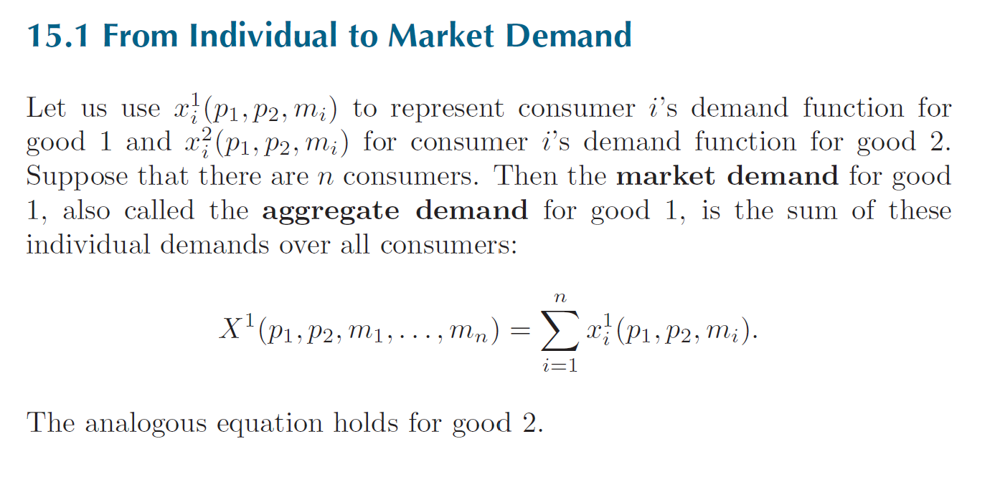 15.1 From Individual to Market Demand
Let us use $x_i^1(p_1, p_2, m_i)$ to represent consumer $i$'s demand function for
good 1 and $x_i^2(p_1, p_2, m_i)$ for consumer $i$'s demand function for good 2.
Suppose that there are $n$ consumers. Then the market demand for good
1, also called the aggregate demand for good 1, is the sum of these
individual demands over all consumers:
$X^1(p_1, p_2, m_1, \ldots, m_n) = \sum_{i=1}^{n} x_i^1(p_1, p_2, m_i).$
The analogous equation holds for good 2.